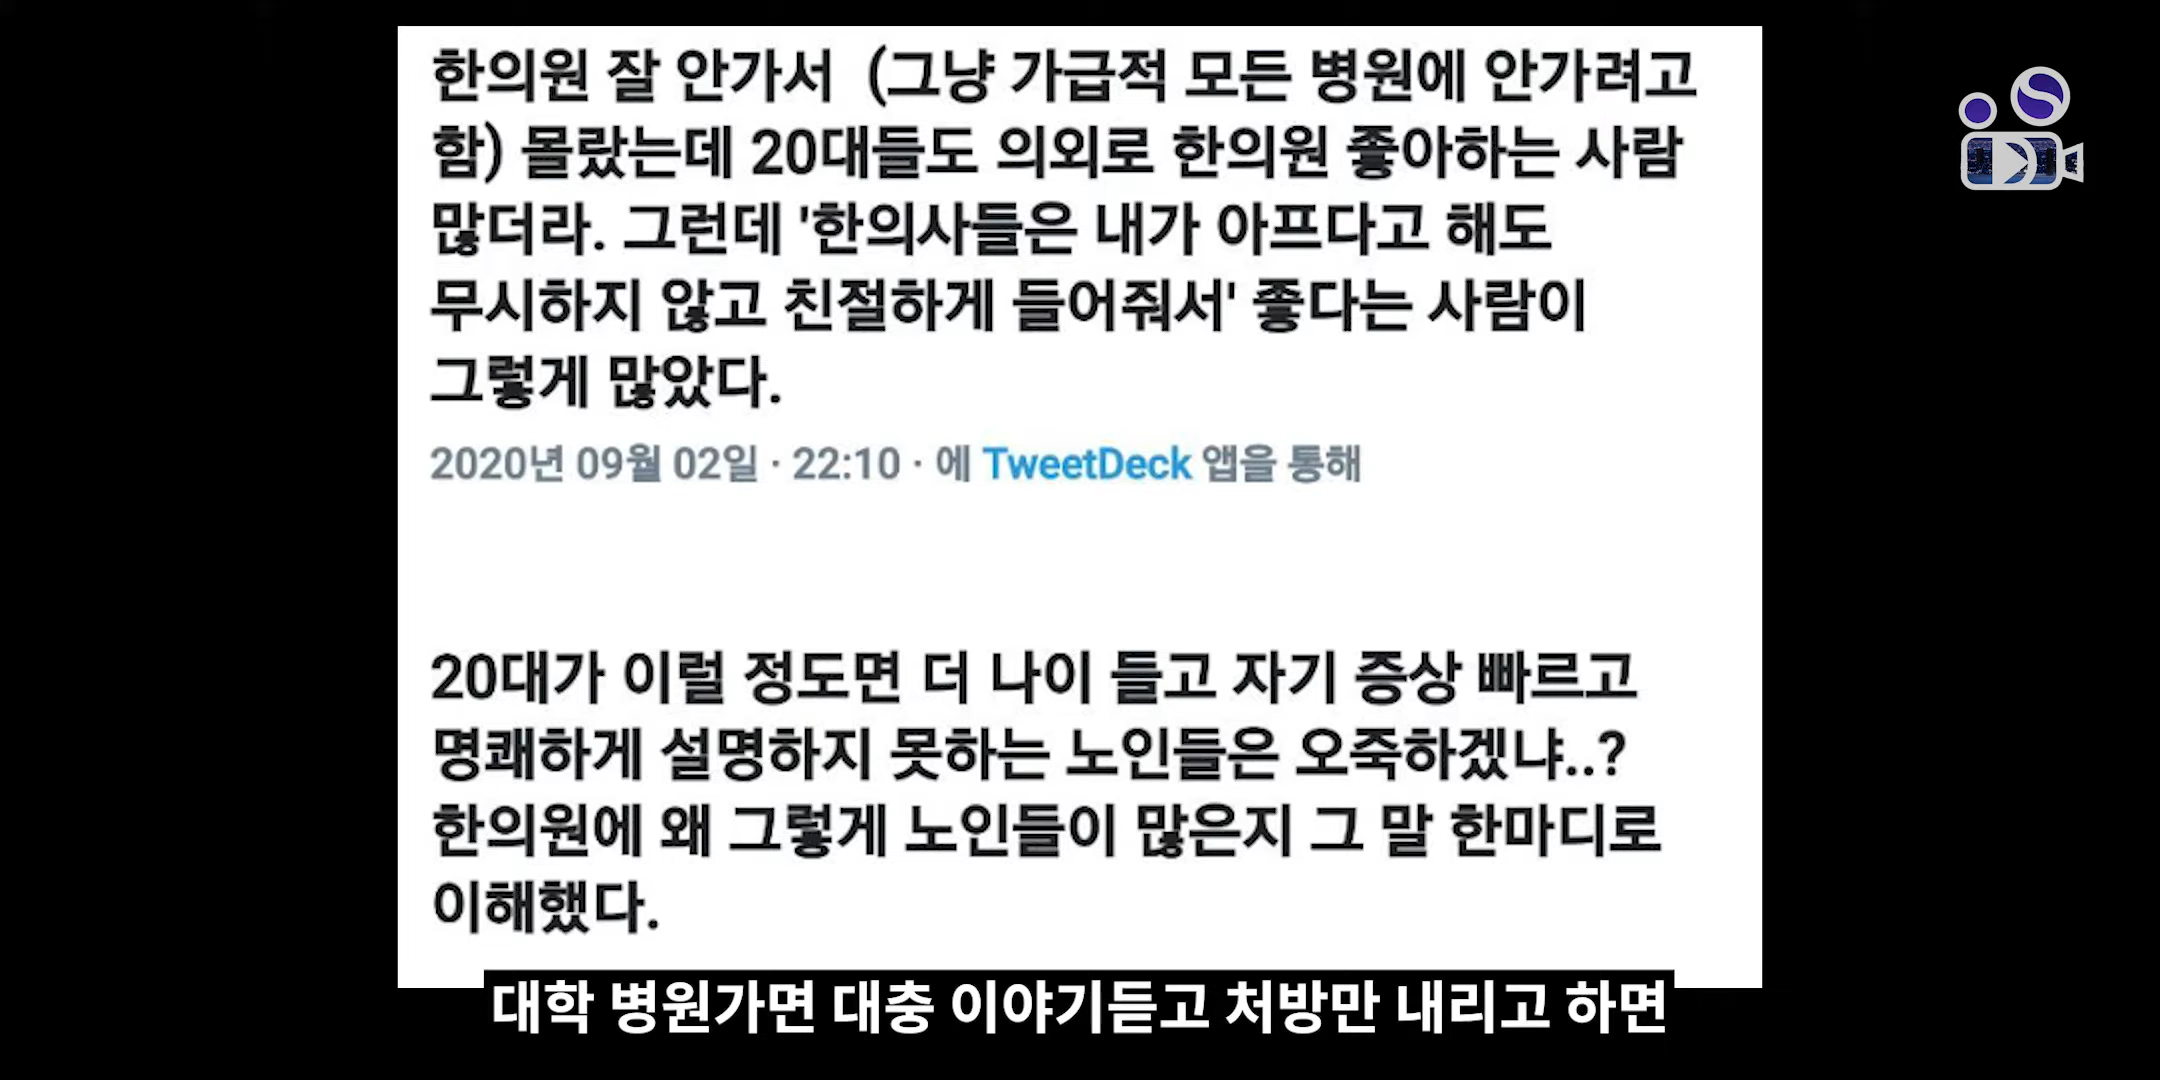 한의원 잘 안가서 (그냥 가급적 모든 병원에 안가려고
함) 몰랐는데 20대들도 의외로 한의원 좋아하는 사람
많더라. 그런데 '한의사들은 내가 아프다고 해도
무시하지 않고 친절하게 들어줘서' 좋다는 사람이
그렇게 많았다.
2020년 09월 02일 · 22:10 · 에 TweetDeck 앱을 통해
20대가 이럴 정도면 더 나이 들고 자기 증상 빠르고
명쾌하게 설명하지 못하는 노인들은 오죽하겠냐..?
한의원에 왜 그렇게 노인들이 많은지 그 말 한마디로
이해했다.
대학 병원가면 대충 이야기듣고 처방만 내리고 하면